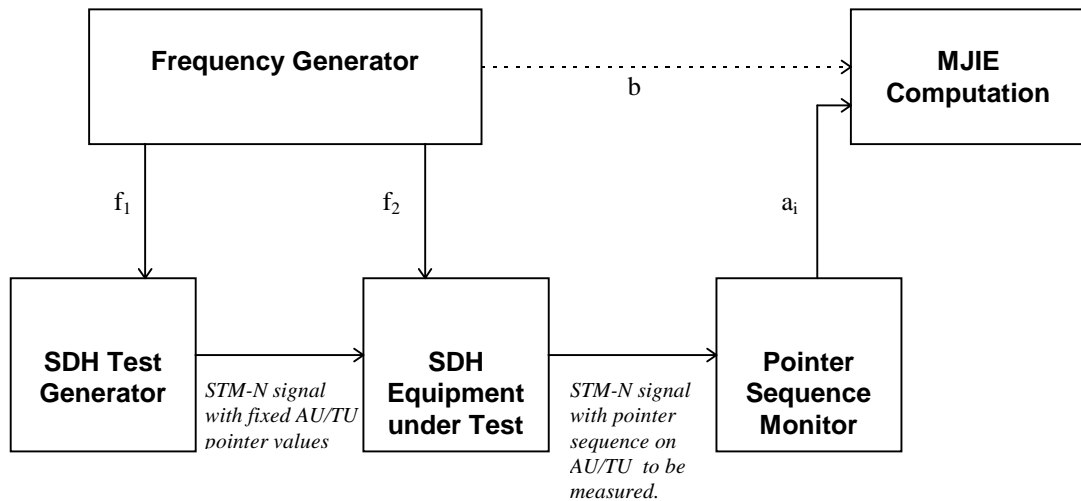 Frequency Generator
MJIE
Computation
b
f1
f2
ai
SDH Test
Generator
STM-N signal
with fixed AU/TU
pointer values
SDH
Equipment
under Test
STM-N signal
with pointer
sequence on
AU/TU to be
measured.
Pointer
Sequence
Monitor